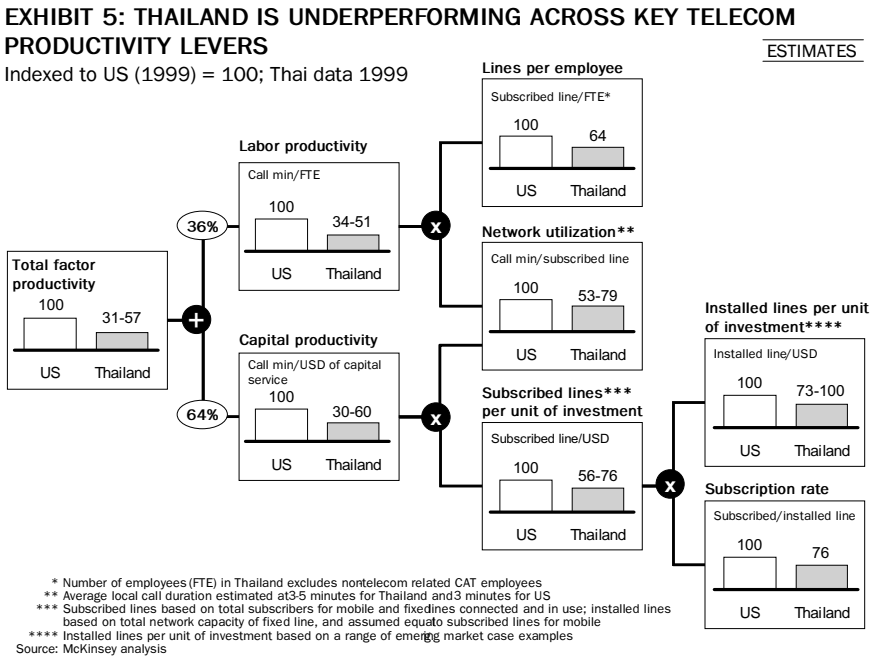 EXHIBIT 5: THAILAND IS UNDERPERFORMING ACROSS KEY TELECOM
PRODUCTIVITY LEVERS
ESTIMATES
Indexed to US (1999) = 100; Thai data 1999
Lines per employee
Subscribed line/FTE*
100
64
US
Thailand
Labor productivity
Call min/FTE
100
34-51
US
Thailand
36%
x
Network utilization**
Call min/subscribed line
100
53-79
US
Thailand
Total factor
productivity
100
31-57
US
Thailand
+
Capital productivity
Call min/USD of capital
service
100
30-60
US
Thailand
64%
x
Subscribed lines***
per unit of investment
Subscribed line/USD
100
56-76
US
Thailand
x
Installed lines per unit
of investment****
Installed line/USD
100
73-100
US
Thailand
Subscription rate
Subscribed/installed line
100
76
US
Thailand
* Number of employees (FTE) in Thailand excludes nontelecom related CAT employees
** Average local call duration estimated at 3-5 minutes for Thailand and 3 minutes for US
*** Subscribed lines based on total subscribers for mobile and fixed lines connected and in use; installed lines
based on total network capacity of fixed line, and assumed equal to subscribed lines for mobile
**** Installed lines per unit of investment based on a range of emerging market case examples
Source: McKinsey analysis